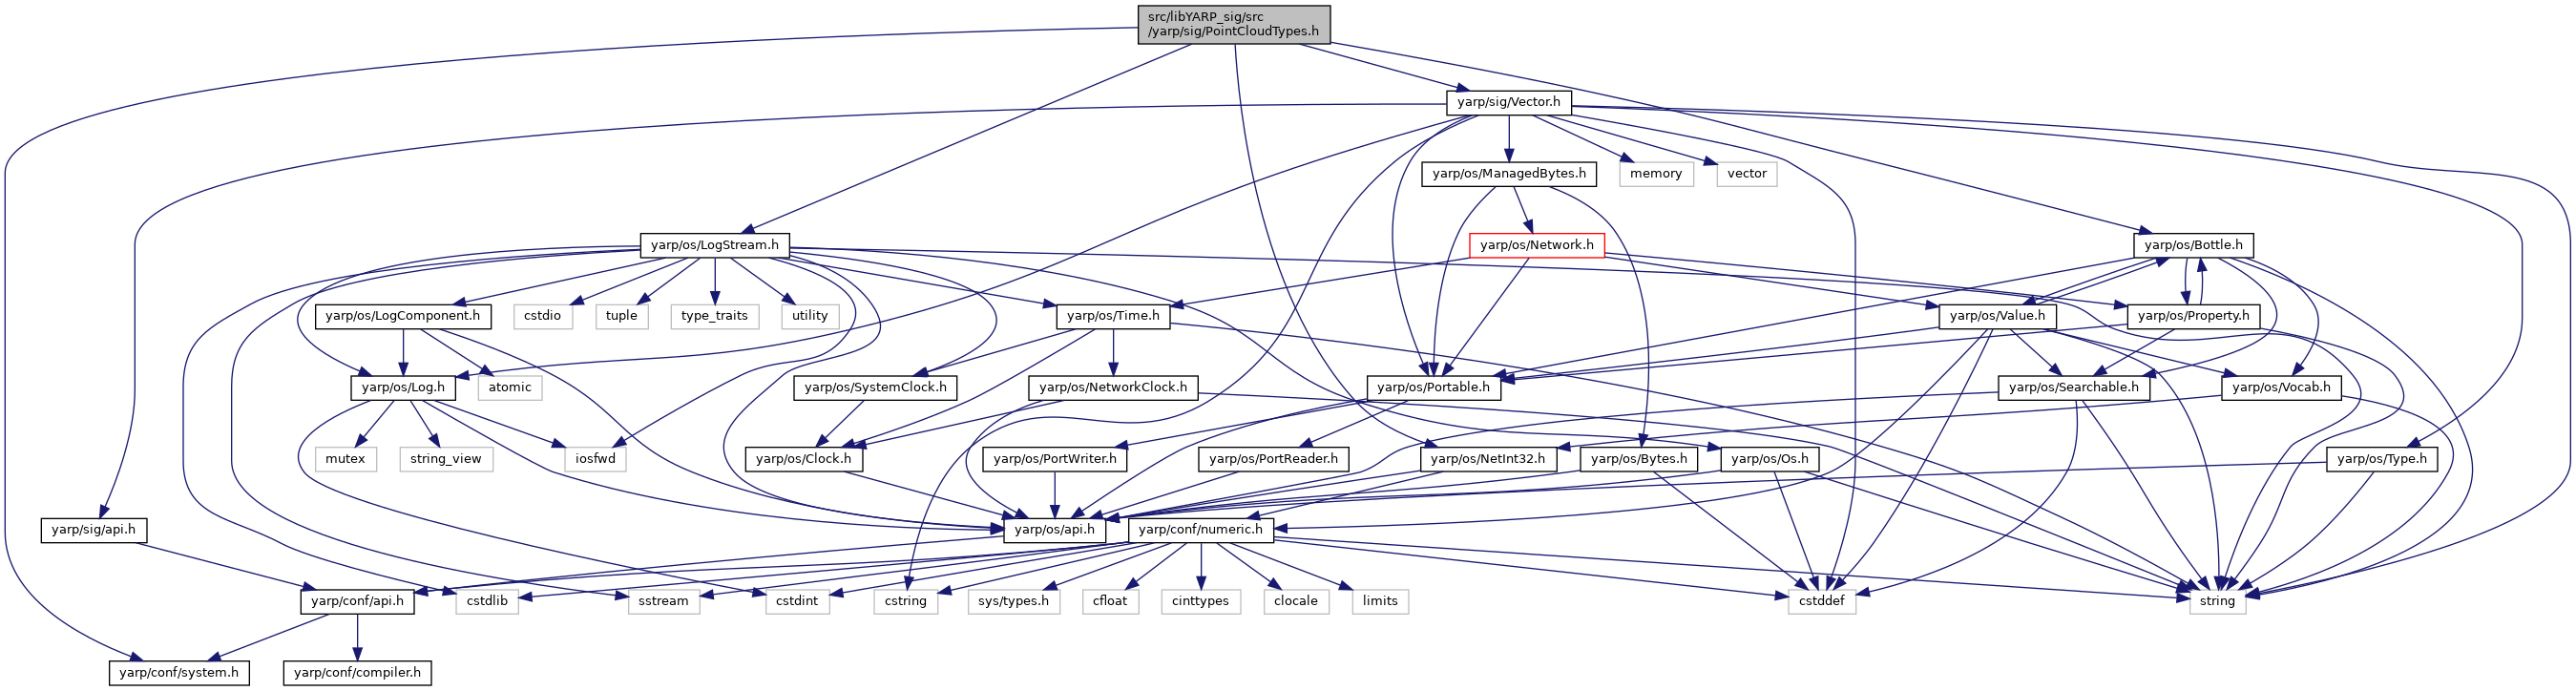 src/libYARP_sig/src
/yarp/sig/PointCloudTypes.h
yarp/sig/Vector.h
yarp/os/ManagedBytes.h
memory
vector
yarp/os/LogStream.h
yarp/os/Network.h
yarp/os/Bottle.h
yarp/os/LogComponent.h
cstdio
tuple
type_traits
utility
yarp/os/Time.h
yarp/os/Value.h
yarp/os/Property.h
yarp/os/Log.h
atomic
yarp/os/SystemClock.h
yarp/os/NetworkClock.h
yarp/os/Portable.h
yarp/os/Searchable.h
yarp/os/Vocab.h
mutex
string_view
iosfwd
yarp/os/Clock.h
yarp/os/PortWriter.h
yarp/os/PortReader.h
yarp/os/NetInt32.h
yarp/os/Bytes.h
yarp/os/Os.h
yarp/os/Type.h
yarp/sig/api.h
yarp/os/api.h
yarp/conf/numeric.h
yarp/conf/api.h
cstdlib
sstream
cstdint
cstring
sys/types.h
cfloat
cinttypes
clocale
limits
cstddef
string
yarp/conf/system.h
yarp/conf/compiler.h